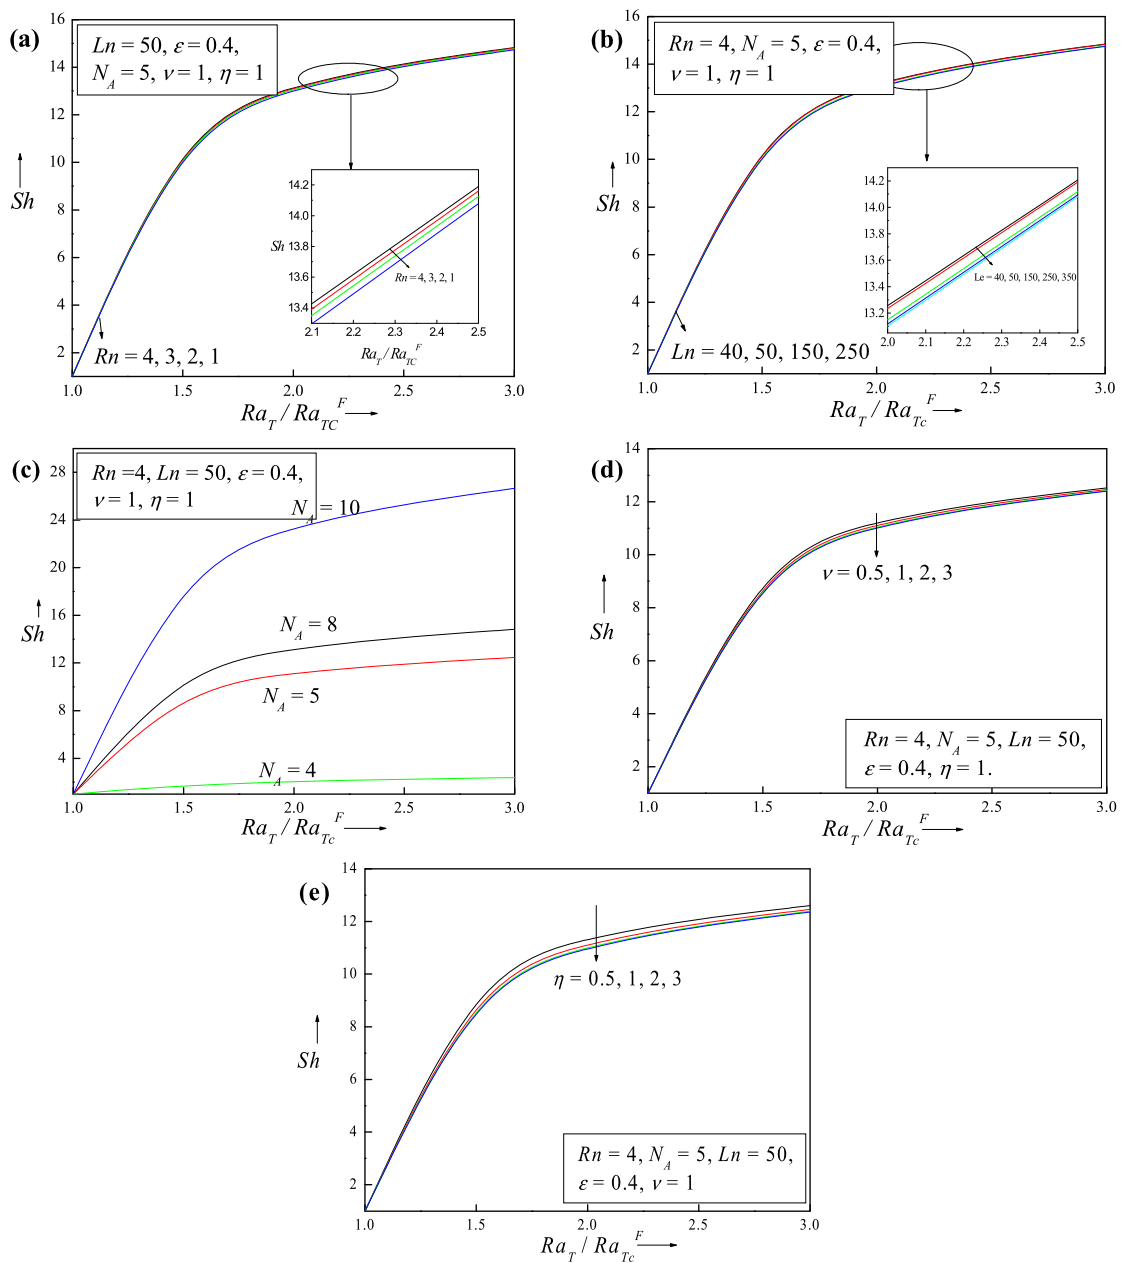 (a)
Ln = 50, ε = 0.4,
N_A = 5, ν = 1, η = 1
16
14
12
10
8
6
4
2
Sh
14.2
14.0
13.8
13.6
13.4
Sh
Rn = 4, 3, 2, 1
2.1 2.2 2.3 2.4 2.5
Ra_T / Ra_TC^F
Rn = 4, 3, 2, 1
1.0 1.5 2.0 2.5 3.0
Ra_T / Ra_TC^F
(b)
Rn = 4, N_A = 5, ε = 0.4,
ν = 1, η = 1
16
14
12
10
8
6
4
2
Sh
14.2
14.0
13.8
13.6
13.4
13.2
Le = 40, 50, 150, 250, 350
2.0 2.1 2.2 2.3 2.4 2.5
Ln = 40, 50, 150, 250
1.0 1.5 2.0 2.5 3.0
Ra_T / Ra_Tc^F
(c)
Rn =4, Ln = 50, ε = 0.4,
ν = 1, η = 1
28
24
20
16
12
8
4
Sh
N_A = 10
N_A = 8
N_A = 5
N_A = 4
1.0 1.5 2.0 2.5 3.0
Ra_T / Ra_Tc^F
(d)
14
12
10
8
6
4
2
Sh
ν = 0.5, 1, 2, 3
Rn = 4, N_A = 5, Ln = 50,
ε = 0.4, η = 1.
1.0 1.5 2.0 2.5 3.0
Ra_T / Ra_Tc^F
(e)
14
12
10
8
6
4
2
Sh
η = 0.5, 1, 2, 3
Rn = 4, N_A = 5, Ln = 50,
ε = 0.4, ν = 1
1.0 1.5 2.0 2.5 3.0
Ra_T / Ra_Tc^F